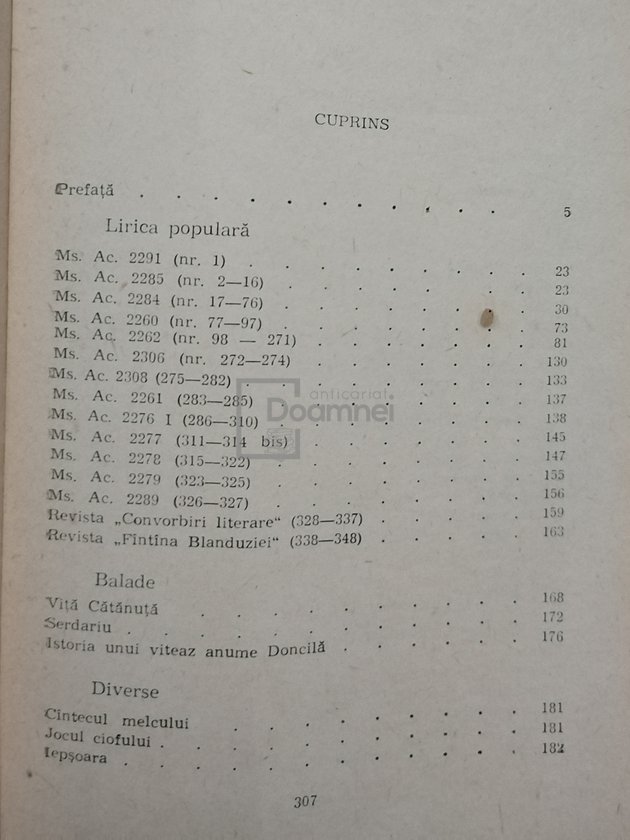 CUPRINS
Prefață . . . . . . . . . . . 5
Lirica populară
Ms. Ac. 2291 (nr. 1) . . . . . . . . . 23
Ms. Ac. 2285 (nr. 2—16) . . . . . . . . 23
Ms. Ac. 2284 (nr. 17—76) . . . . . . . . 30
Ms. Ac. 2260 (nr. 77—97) . . . . . . . . 73
Ms. Ac. 2262 (nr. 98 — 271) . . . . . . . 81
Ms. Ac. 2306 (nr. 272—274) . . . . . . . 130
Ms. Ac. 2308 (275—282) . . . . . . . . . 133
Ms. Ac. 2261 (283—285) . . . . . . . . 137
Ms. Ac. 2276 I (286—310) . . . . . . . . 138
Ms. Ac. 2277 (311—314 bis) . . . . . . . 145
Ms. Ac. 2278 (315—322) . . . . . . . . 147
Ms. Ac. 2279 (323—325) . . . . . . . . 155
Ms. Ac. 2289 (326—327) . . . . . . . . 156
Revista „Convorbiri literare“ (328—337) . . . . . 159
Revista „Fîntîna Blanduziei“ (338—348) . . . . . 163
Balade
Viță Cătănuță . . . . . . . . . . 168
Serdariu . . . . . . . . . . . . 172
Istoria unui viteaz anume Doncilă . . . . . . 176
Diverse
Cîntecul melcului . . . . . . . . . 181
Jocul ciofului . . . . . . . . . . . 181
Iepșoara . . . . . . . . . . . . 182
307
anticariat
Doamnei